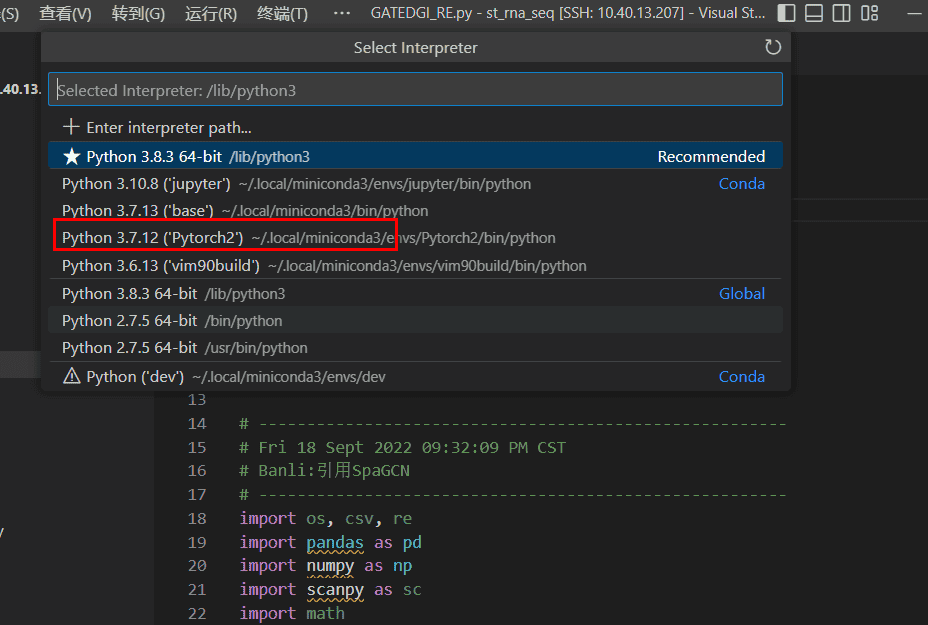 (S) 查看(V) 转到(G) 运行(R) 终端(T) ··· GATEDGI_RE.py - st_rna_seq [SSH: 10.40.13.207] - Visual St...
Select Interpreter
.40.13.
Selected Interpreter: /lib/python3
Enter interpreter path...
Python 3.8.3 64-bit /lib/python3 Recommended
Python 3.10.8 ('jupyter') ~/.local/miniconda3/envs/jupyter/bin/python Conda
Python 3.7.13 ('base') ~/.local/miniconda3/bin/python
Python 3.7.12 ('Pytorch2') ~/.local/miniconda3/envs/Pytorch2/bin/python
Python 3.6.13 ('vim90build') ~/.local/miniconda3/envs/vim90build/bin/python
Python 3.8.3 64-bit /lib/python3 Global
Python 2.7.5 64-bit /bin/python
Python 2.7.5 64-bit /usr/bin/python
Python ('dev') ~/.local/miniconda3/envs/dev Conda
13
14 # -------------------------------------------------------
15 # Fri 18 Sept 2022 09:32:09 PM CST
16 # Banli:引用SpaGCN
17 # -------------------------------------------------------
18 import os, csv, re
19 import pandas as pd
20 import numpy as np
21 import scanpy as sc
22 import math